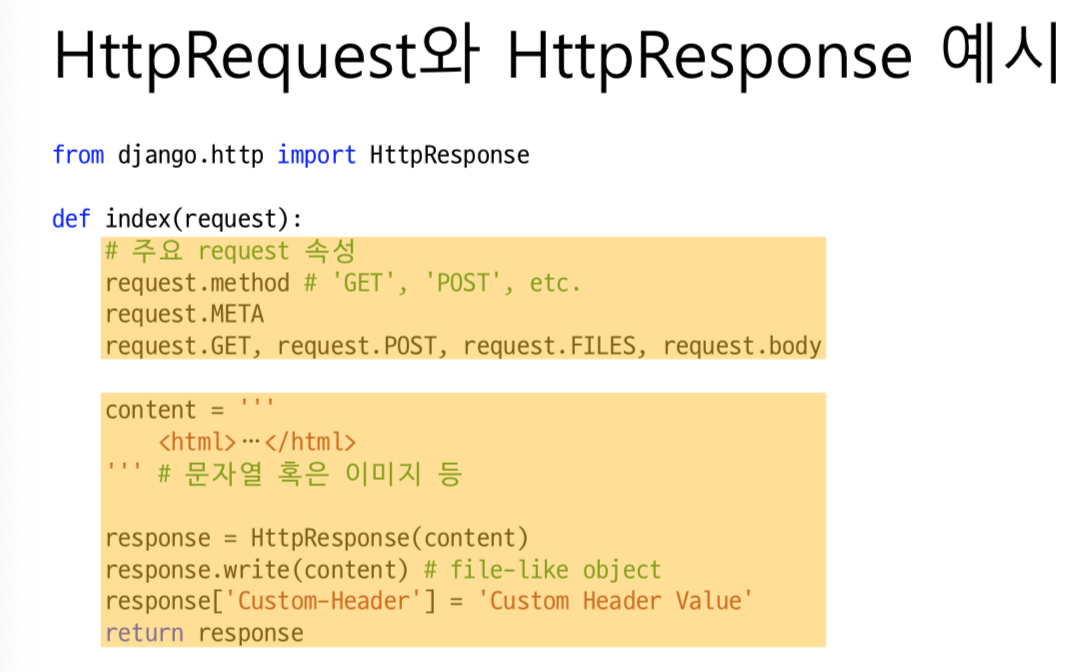 HttpRequest와 HttpResponse 예시
from django.http import HttpResponse
def index(request):
# 주요 request 속성
request.method # 'GET', 'POST', etc.
request.META
request.GET, request.POST, request.FILES, request.body
content = '''
<html>…</html>
''' # 문자열 혹은 이미지 등
response = HttpResponse(content)
response.write(content) # file-like object
response['Custom-Header'] = 'Custom Header Value'
return response